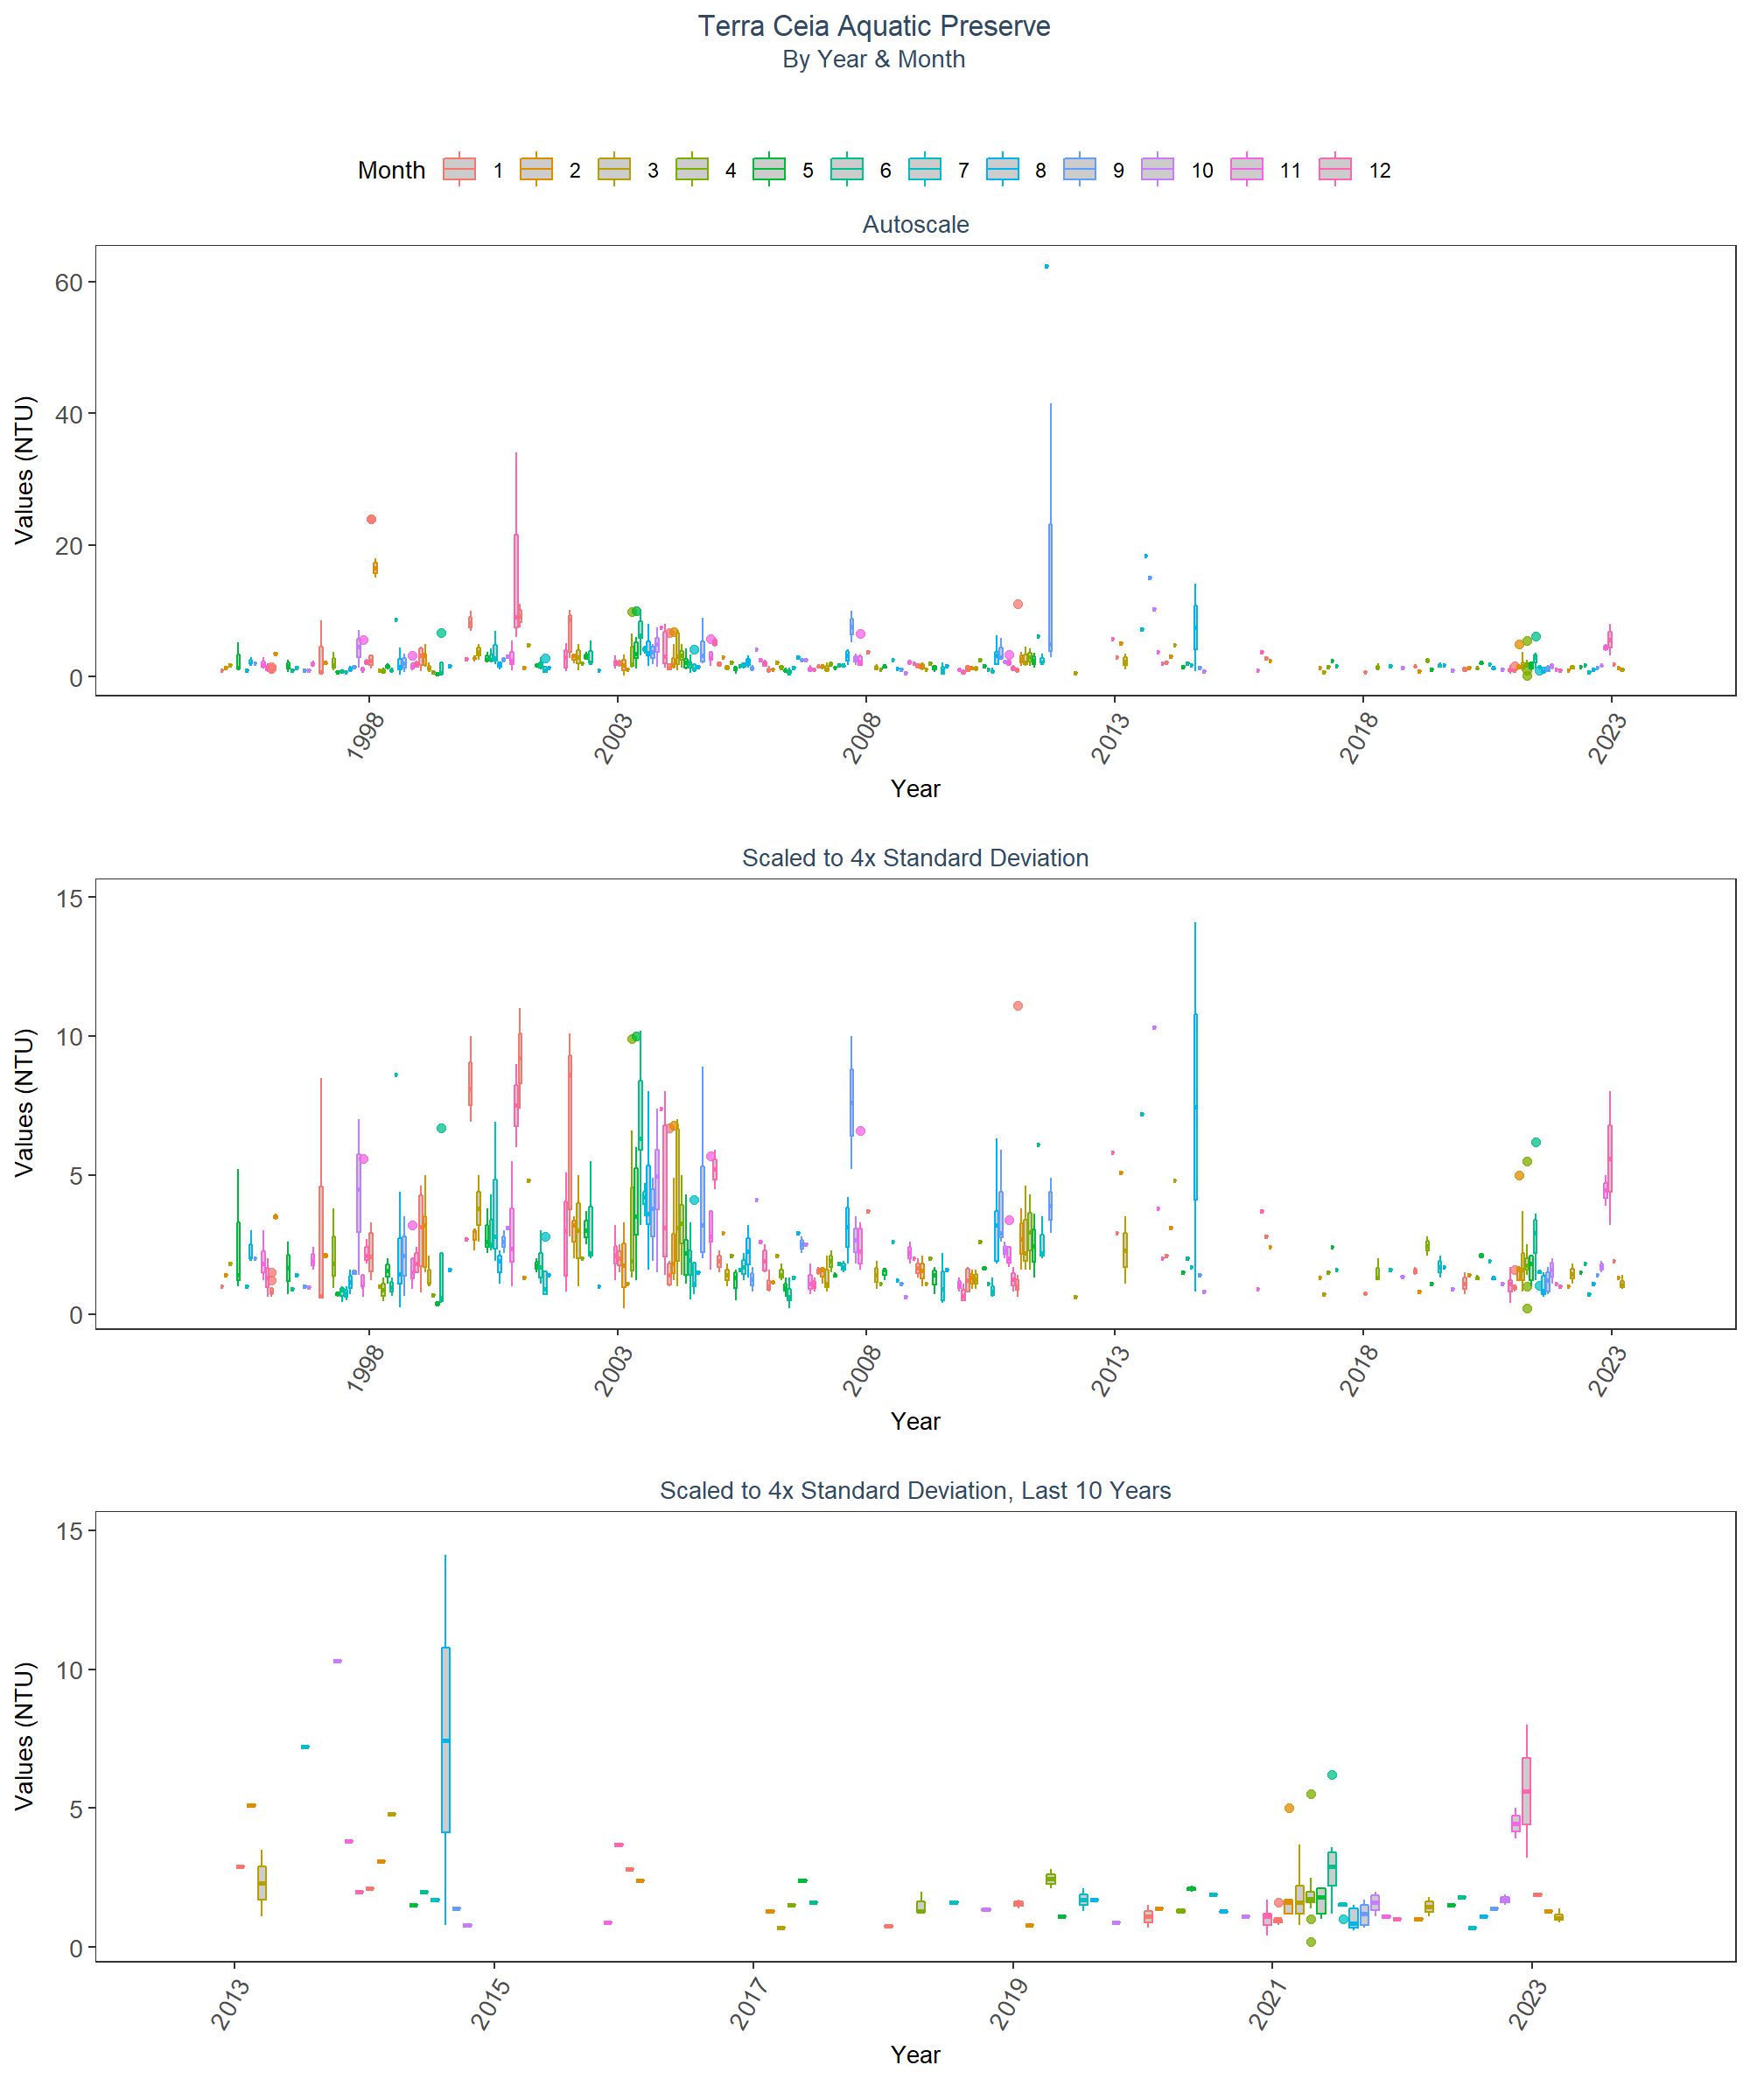 Terra Ceia Aquatic Preserve
By Year & Month
Month 1 2 3 4 5 6 7 8 9 10 11 12
Autoscale
Values (NTU)
60
40
20
0
1998 2003 2008 2013 2018 2023
Year
Scaled to 4x Standard Deviation
Values (NTU)
15
10
5
0
1998 2003 2008 2013 2018 2023
Year
Scaled to 4x Standard Deviation, Last 10 Years
Values (NTU)
15
10
5
0
2013 2015 2017 2019 2021 2023
Year